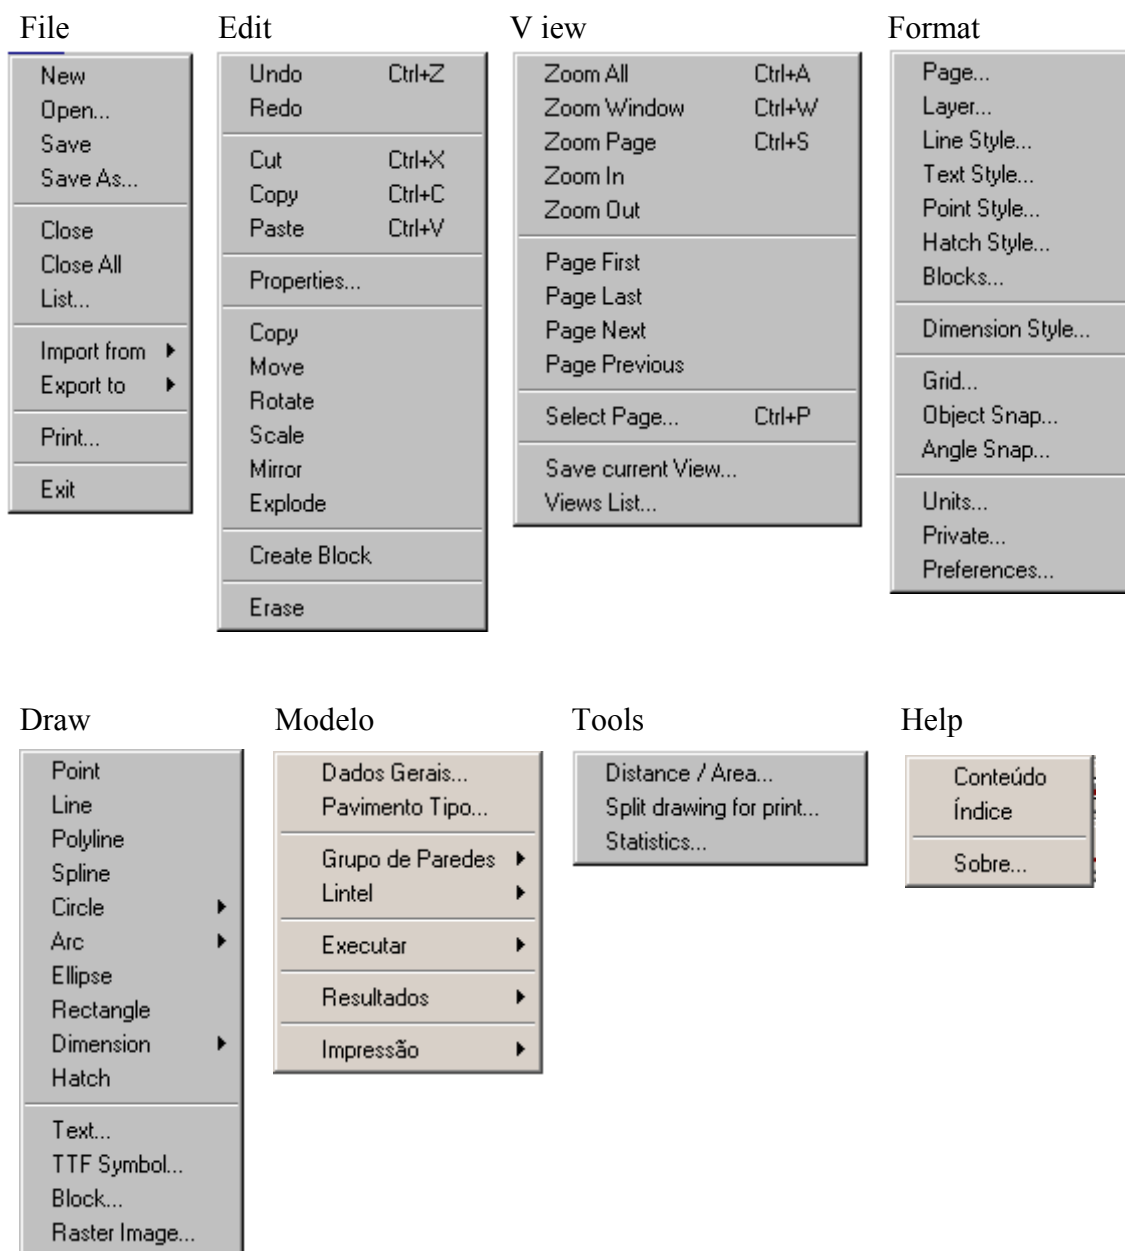 File
New
Open...
Save
Save As...
Close
Close All
List...
Import from
Export to
Print...
Exit
Edit
Undo Ctrl+Z
Redo
Cut Ctrl+X
Copy Ctrl+C
Paste Ctrl+V
Properties...
Copy
Move
Rotate
Scale
Mirror
Explode
Create Block
Erase
V iew
Zoom All Ctrl+A
Zoom Window Ctrl+W
Zoom Page Ctrl+S
Zoom In
Zoom Out
Page First
Page Last
Page Next
Page Previous
Select Page... Ctrl+P
Save current View...
Views List...
Format
Page...
Layer...
Line Style...
Text Style...
Point Style...
Hatch Style...
Blocks...
Dimension Style...
Grid...
Object Snap...
Angle Snap...
Units...
Private...
Preferences...
Draw
Point
Line
Polyline
Spline
Circle
Arc
Ellipse
Rectangle
Dimension
Hatch
Text...
TTF Symbol...
Block...
Raster Image...
Modelo
Dados Gerais...
Pavimento Tipo...
Grupo de Paredes
Lintel
Executar
Resultados
Impressão
Tools
Distance / Area...
Split drawing for print...
Statistics...
Help
Conteúdo
Índice
Sobre...